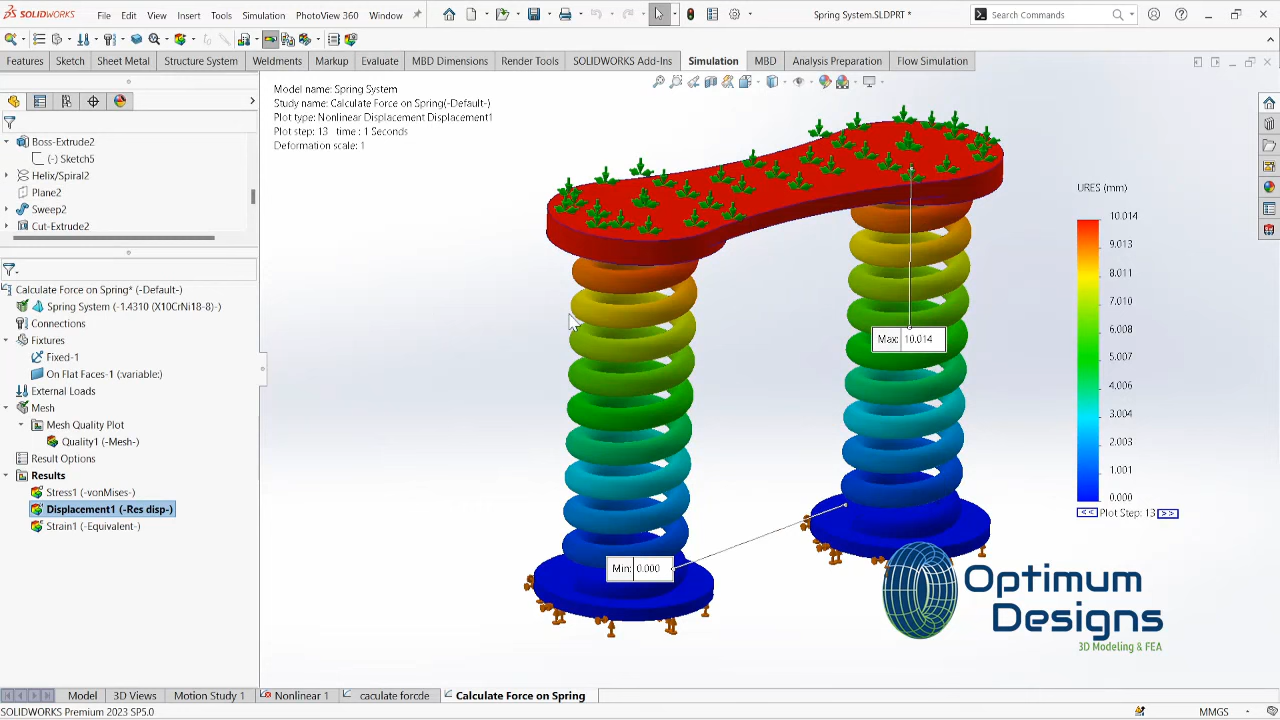 SOLIDWORKS
File Edit View Insert Tools Simulation PhotoView 360 Window
Spring System.SLDPRT *
Search Commands
Features Sketch Sheet Metal Structure System Weldments Markup Evaluate MBD Dimensions Render Tools SOLIDWORKS Add-Ins Simulation MBD Analysis Preparation Flow Simulation
Boss-Extrude2
(-) Sketch5
Helix/Spiral2
Plane2
Sweep2
Cut-Extrude2
Calculate Force on Spring* (-Default-)
Spring System (-1.4310 (X10CrNi18-8)-)
Connections
Fixtures
Fixed-1
On Flat Faces-1 (:variable:)
External Loads
Mesh
Mesh Quality Plot
Quality1 (-Mesh-)
Result Options
Results
Stress1 (-vonMises-)
Displacement1 (-Res disp-)
Strain1 (-Equivalent-)
Model name: Spring System
Study name: Calculate Force on Spring(-Default-)
Plot type: Nonlinear Displacement Displacement1
Plot step: 13 time : 1 Seconds
Deformation scale: 1
Max: 10.014
Min: 0.000
URES (mm)
10.014
9.013
8.011
7.010
6.008
5.007
4.006
3.004
2.003
1.001
0.000
<< Plot Step: 13 >>
Optimum
Designs
3D Modeling & FEA
Model 3D Views Motion Study 1 Nonlinear 1 caculate forcde Calculate Force on Spring
SOLIDWORKS Premium 2023 SP5.0
MMGS